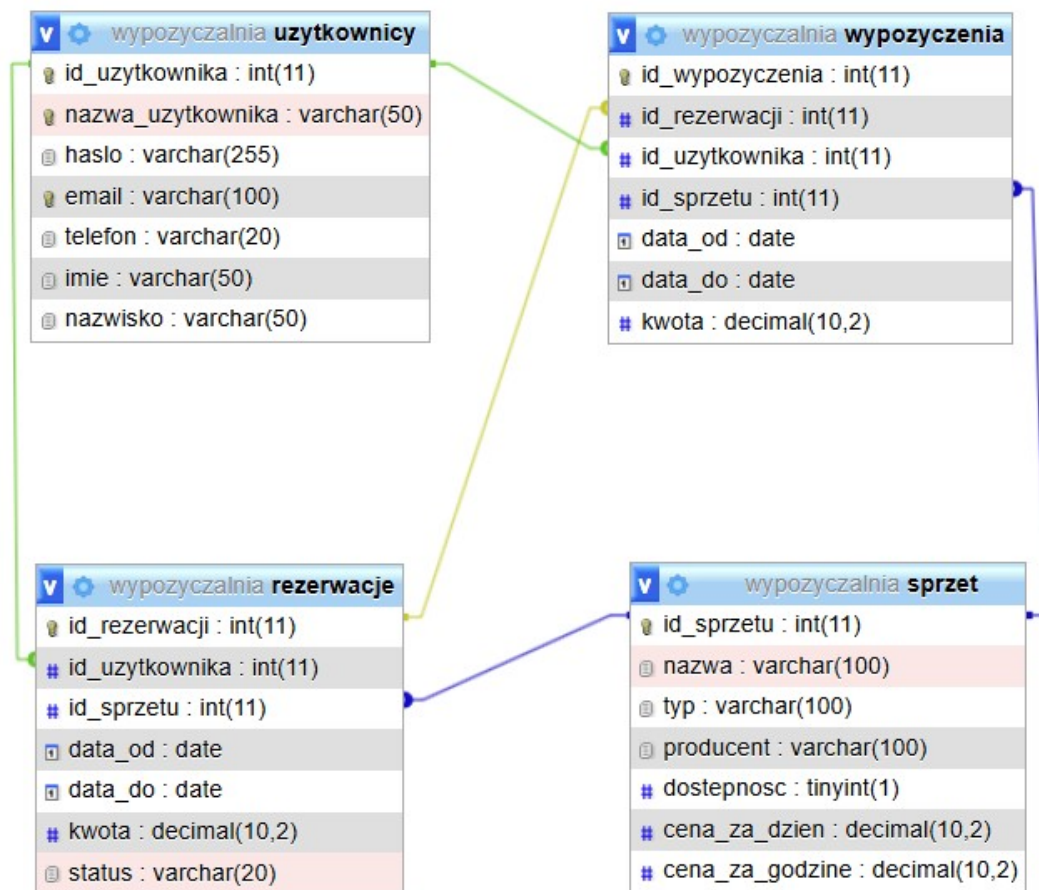 v wypozyczalnia uzytkownicy
id_uzytkownika : int(11)
nazwa_uzytkownika : varchar(50)
haslo : varchar(255)
email : varchar(100)
telefon : varchar(20)
imie : varchar(50)
nazwisko : varchar(50)
v wypozyczalnia wypozyczenia
id_wypozyczenia : int(11)
# id_rezerwacji : int(11)
# id_uzytkownika : int(11)
# id_sprzetu : int(11)
data_od : date
data_do : date
# kwota : decimal(10,2)
v wypozyczalnia rezerwacje
id_rezerwacji : int(11)
# id_uzytkownika : int(11)
# id_sprzetu : int(11)
data_od : date
data_do : date
# kwota : decimal(10,2)
status : varchar(20)
v wypozyczalnia sprzet
id_sprzetu : int(11)
nazwa : varchar(100)
typ : varchar(100)
producent : varchar(100)
# dostepnosc : tinyint(1)
# cena_za_dzien : decimal(10,2)
# cena_za_godzine : decimal(10,2)